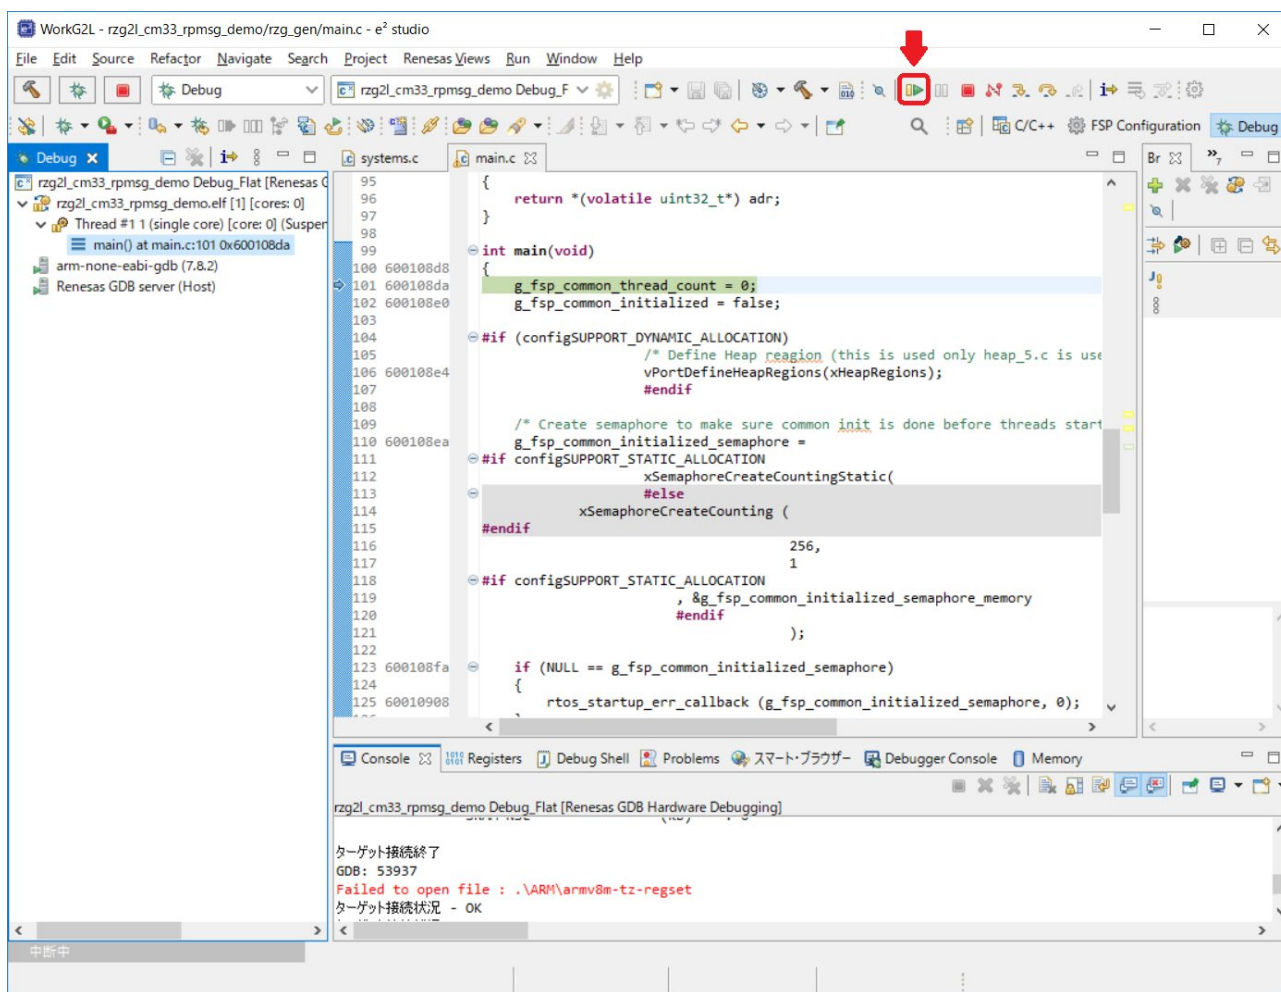 WorkG2L - rzg2l_cm33_rpmsg_demo/rzg_gen/main.c - e² studio
File Edit Source Refactor Navigate Search Project Renesas Views Run Window Help
Debug
rzg2l_cm33_rpmsg_demo Debug_F
C/C++ FSP Configuration Debug
Debug
rzg2l_cm33_rpmsg_demo Debug_Flat [Renesas G
rzg2l_cm33_rpmsg_demo.elf [1] [cores: 0]
Thread #1 1 (single core) [core: 0] (Susper
main() at main.c:101 0x600108da
arm-none-eabi-gdb (7.8.2)
Renesas GDB server (Host)
systems.c main.c
95 {
96 return *(volatile uint32_t*) adr;
97 }
98
99 int main(void)
100 600108d8 {
101 600108da g_fsp_common_thread_count = 0;
102 600108e0 g_fsp_common_initialized = false;
103
104 #if (configSUPPORT_DYNAMIC_ALLOCATION)
105 /* Define Heap reagion (this is used only heap_5.c is use
106 600108e4 vPortDefineHeapRegions(xHeapRegions);
107 #endif
108
109 /* Create semaphore to make sure common init is done before threads start
110 600108ea g_fsp_common_initialized_semaphore =
111 #if configSUPPORT_STATIC_ALLOCATION
112 xSemaphoreCreateCountingStatic(
113 #else
114 xSemaphoreCreateCounting (
115 #endif
116 256,
117 1
118 #if configSUPPORT_STATIC_ALLOCATION
119 , &g_fsp_common_initialized_semaphore_memory
120 #endif
121 );
122
123 600108fa if (NULL == g_fsp_common_initialized_semaphore)
124 {
125 60010908 rtos_startup_err_callback (g_fsp_common_initialized_semaphore, 0);
Br
7
Console Registers Debug Shell Problems スマート・ブラウザー Debugger Console Memory
rzg2l_cm33_rpmsg_demo Debug_Flat [Renesas GDB Hardware Debugging]
ターゲット接続終了
GDB: 53937
Failed to open file : .\ARM\armv8m-tz-regset
ターゲット接続状況 - OK
中断中